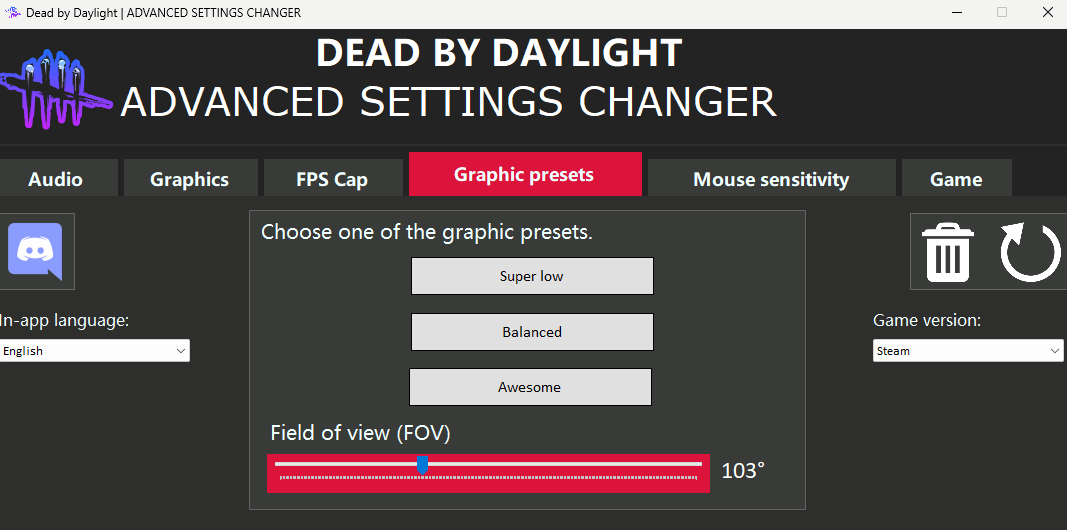 Dead by Daylight | ADVANCED SETTINGS CHANGER
DEAD BY DAYLIGHT
ADVANCED SETTINGS CHANGER
Audio
Graphics
FPS Cap
Graphic presets
Mouse sensitivity
Game
Choose one of the graphic presets.
Super low
In-app language:
Game version:
Balanced
English
Steam
Awesome
Field of view (FOV)
103°